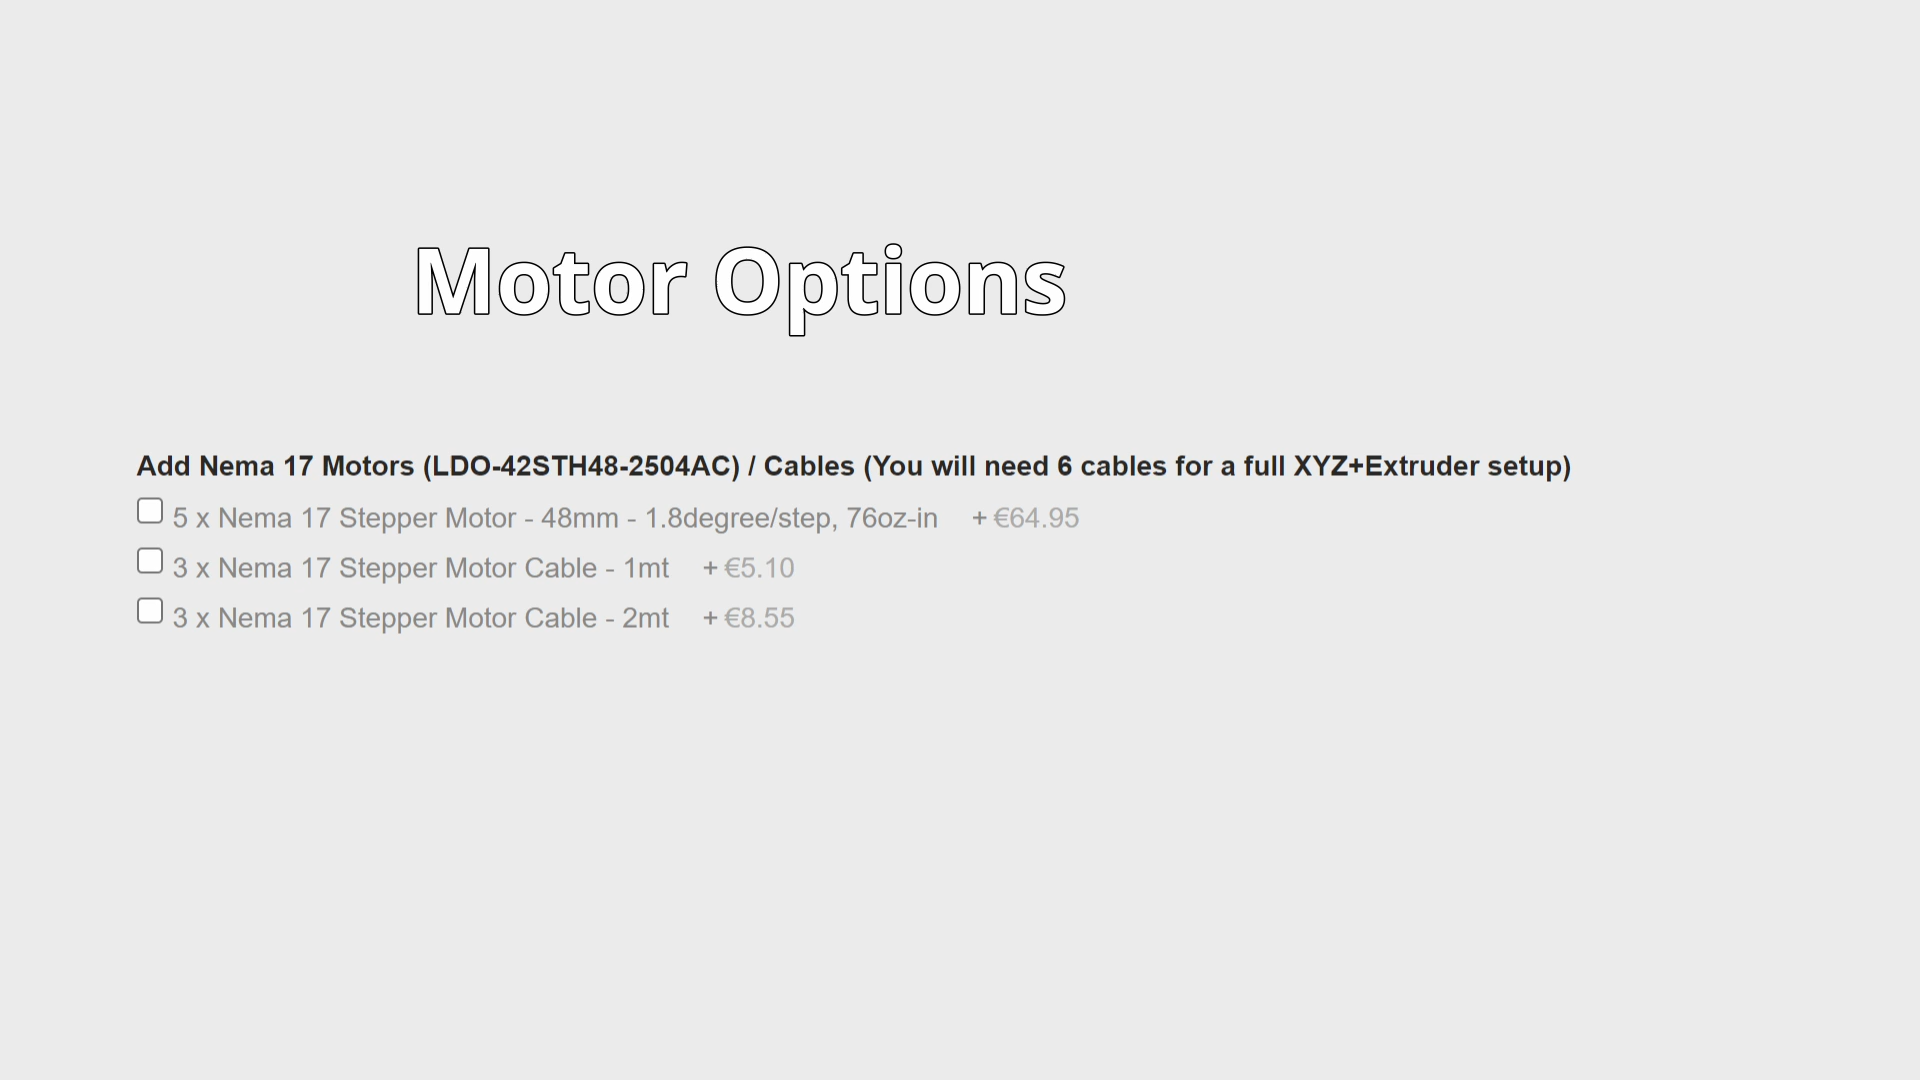 Motor Options
Add Nema 17 Motors (LDO-42STH48-2504AC) / Cables (You will need 6 cables for a full XYZ+Extruder setup)
5 x Nema 17 Stepper Motor - 48mm - 1.8degree/step, 76oz-in + €64.95
3 x Nema 17 Stepper Motor Cable - 1mt + €5.10
3 x Nema 17 Stepper Motor Cable - 2mt + €8.55